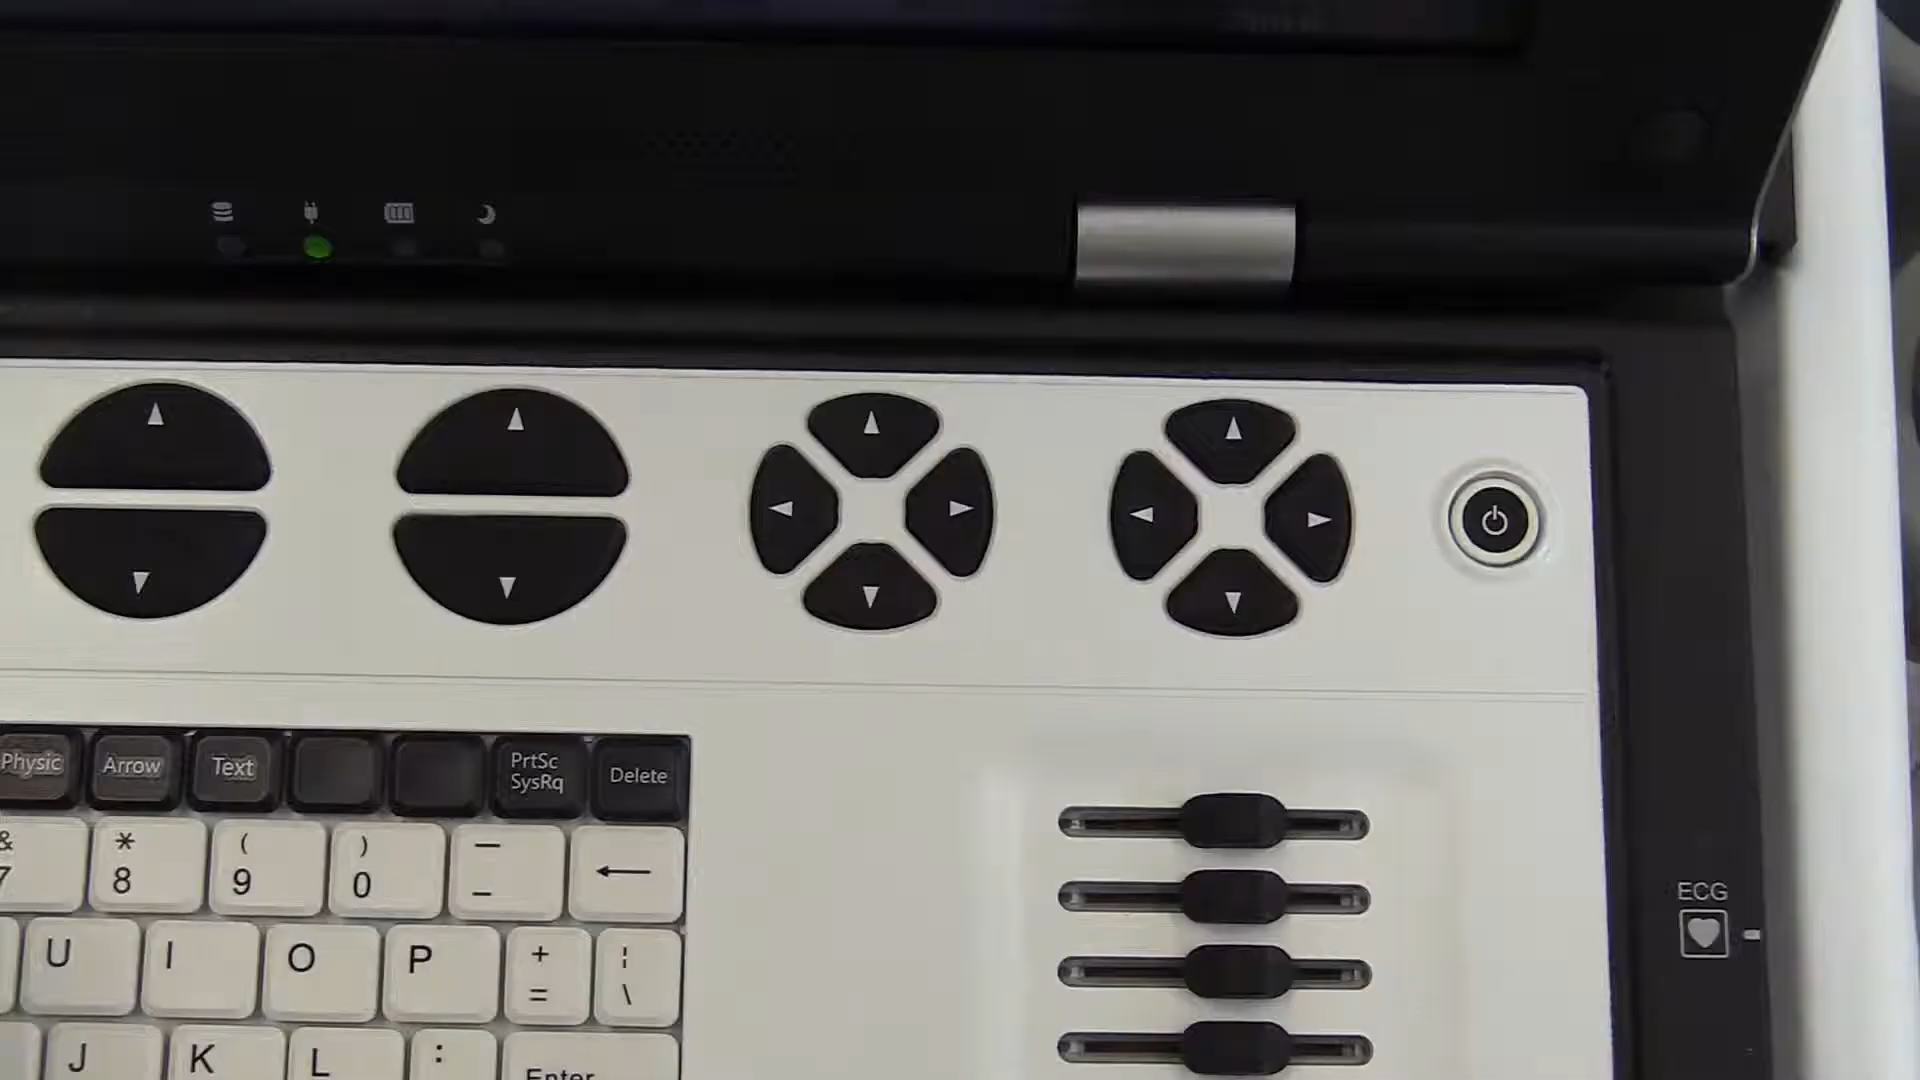 Physic Arrow Text PrtSc SysRq Delete
& 7 * 8 ( 9 ) 0 — – ←
U I O P + = ¦ \
J K L : Enter
ECG